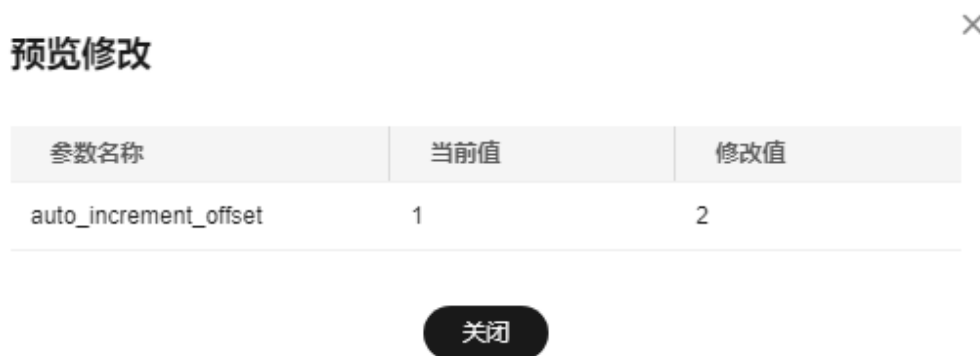 预览修改
参数名称 当前值 修改值
auto_increment_offset 1 2
关闭